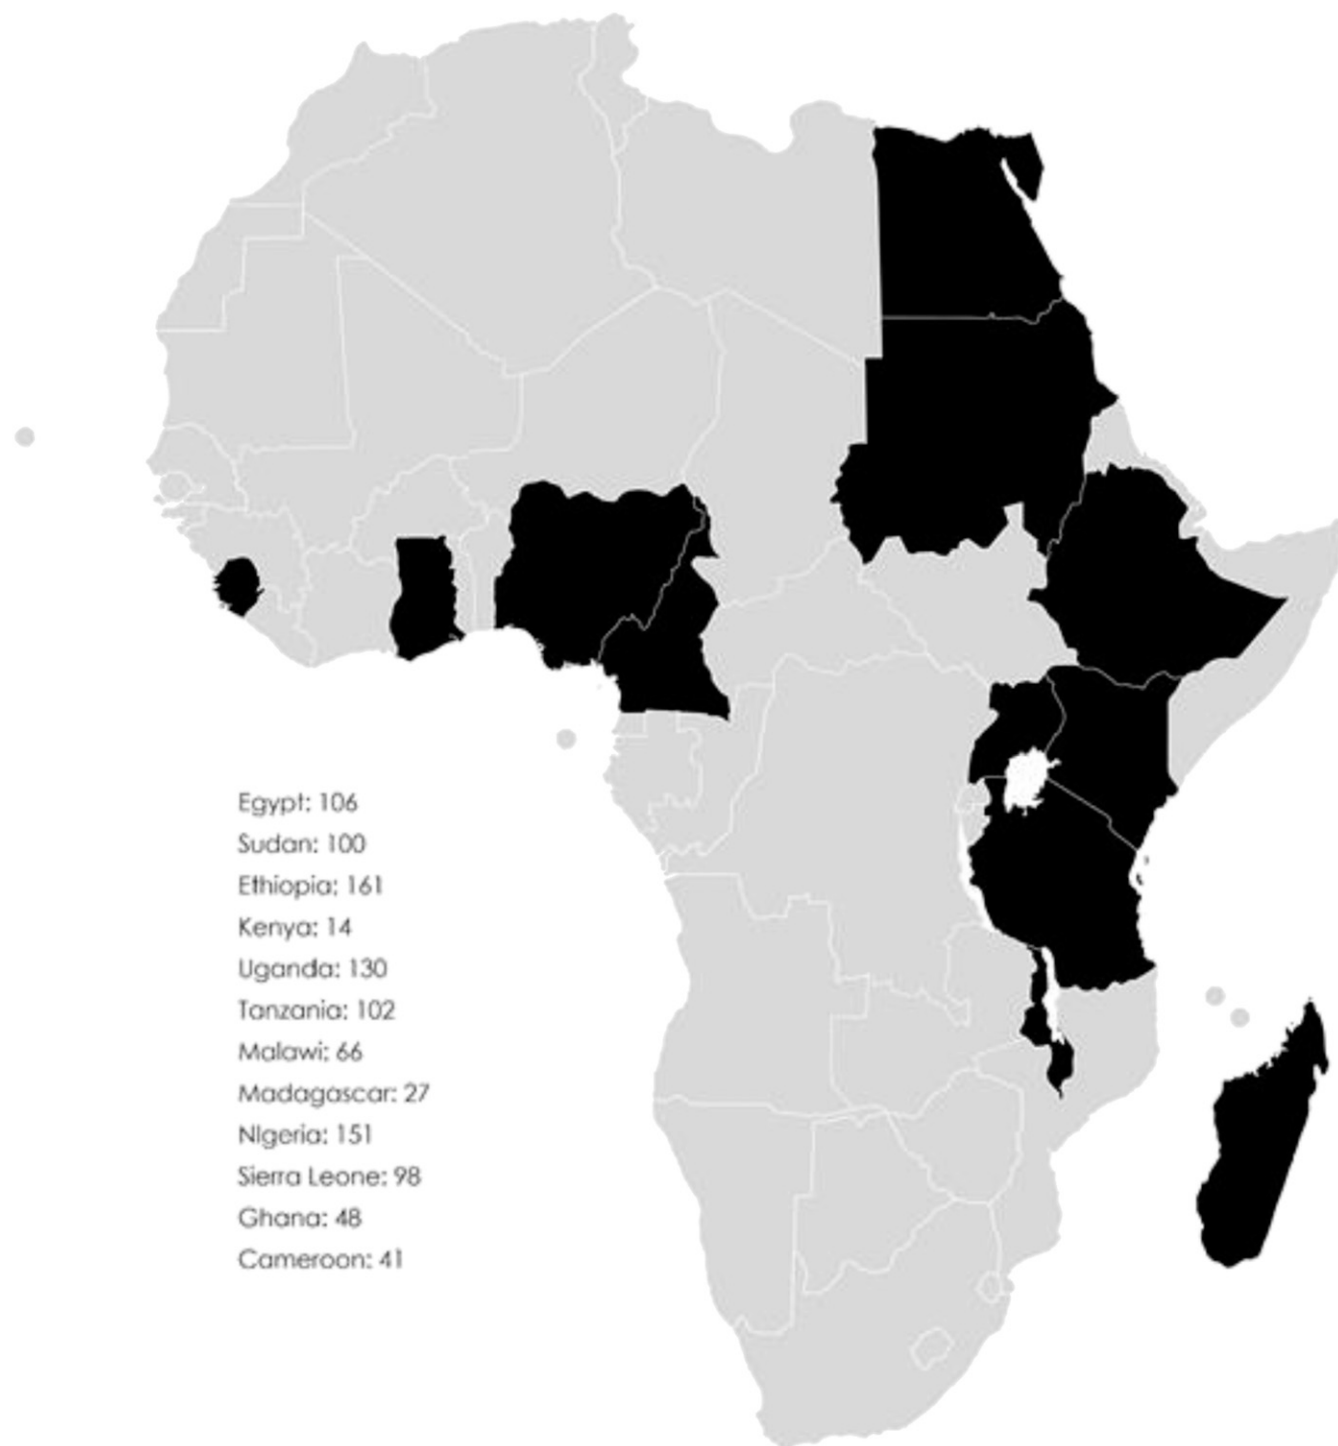 Egypt: 106
Sudan: 100
Ethiopia: 161
Kenya: 14
Uganda: 130
Tanzania: 102
Malawi: 66
Madagascar: 27
NIgeria: 151
Sierra Leone: 98
Ghana: 48
Cameroon: 41